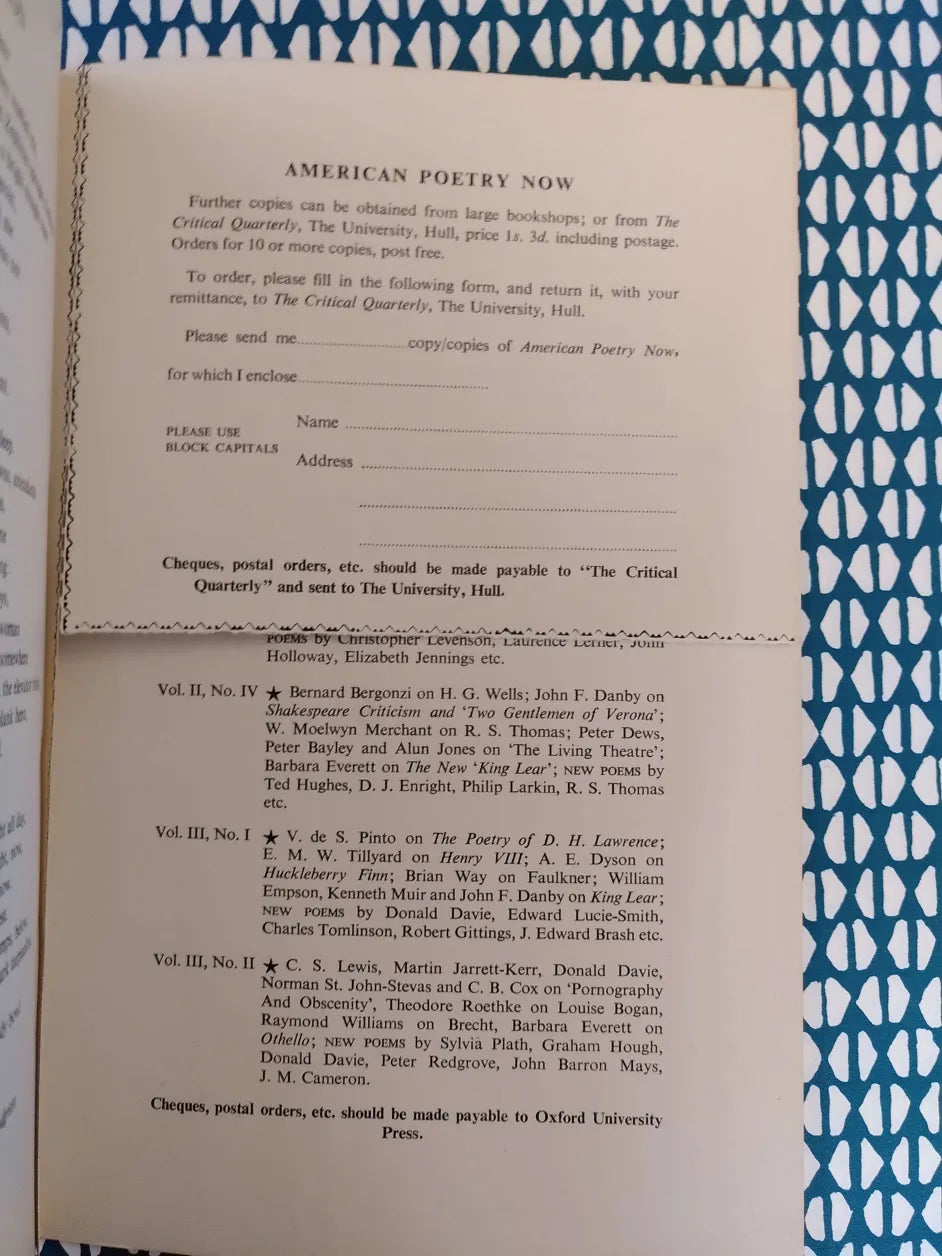 AMERICAN POETRY NOW
Further copies can be obtained from large bookshops; or from The
Critical Quarterly, The University, Hull, price 1s. 3d. including postage.
Orders for 10 or more copies, post free.
To order, please fill in the following form, and return it, with your
remittance, to The Critical Quarterly, The University, Hull.
Please send me......................copy/copies of American Poetry Now,
for which I enclose.......................................
PLEASE USE
BLOCK CAPITALS
Name ..................................................................
Address ...............................................................
...............................................................
...............................................................
Cheques, postal orders, etc. should be made payable to “The Critical
Quarterly” and sent to The University, Hull.
POEMS by Christopher Levenson, Laurence Lerner, John
Holloway, Elizabeth Jennings etc.
Vol. II, No. IV ★ Bernard Bergonzi on H. G. Wells; John F. Danby on
Shakespeare Criticism and ‘Two Gentlemen of Verona’;
W. Moelwyn Merchant on R. S. Thomas; Peter Dews,
Peter Bayley and Alun Jones on ‘The Living Theatre’;
Barbara Everett on The New ‘King Lear’; NEW POEMS by
Ted Hughes, D. J. Enright, Philip Larkin, R. S. Thomas
etc.
Vol. III, No. I ★ V. de S. Pinto on The Poetry of D. H. Lawrence;
E. M. W. Tillyard on Henry VIII; A. E. Dyson on
Huckleberry Finn; Brian Way on Faulkner; William
Empson, Kenneth Muir and John F. Danby on King Lear;
NEW POEMS by Donald Davie, Edward Lucie-Smith,
Charles Tomlinson, Robert Gittings, J. Edward Brash etc.
Vol. III, No. II ★ C. S. Lewis, Martin Jarrett-Kerr, Donald Davie,
Norman St. John-Stevas and C. B. Cox on ‘Pornography
And Obscenity’, Theodore Roethke on Louise Bogan,
Raymond Williams on Brecht, Barbara Everett on
Othello; NEW POEMS by Sylvia Plath, Graham Hough,
Donald Davie, Peter Redgrove, John Barron Mays,
J. M. Cameron.
Cheques, postal orders, etc. should be made payable to Oxford University
Press.